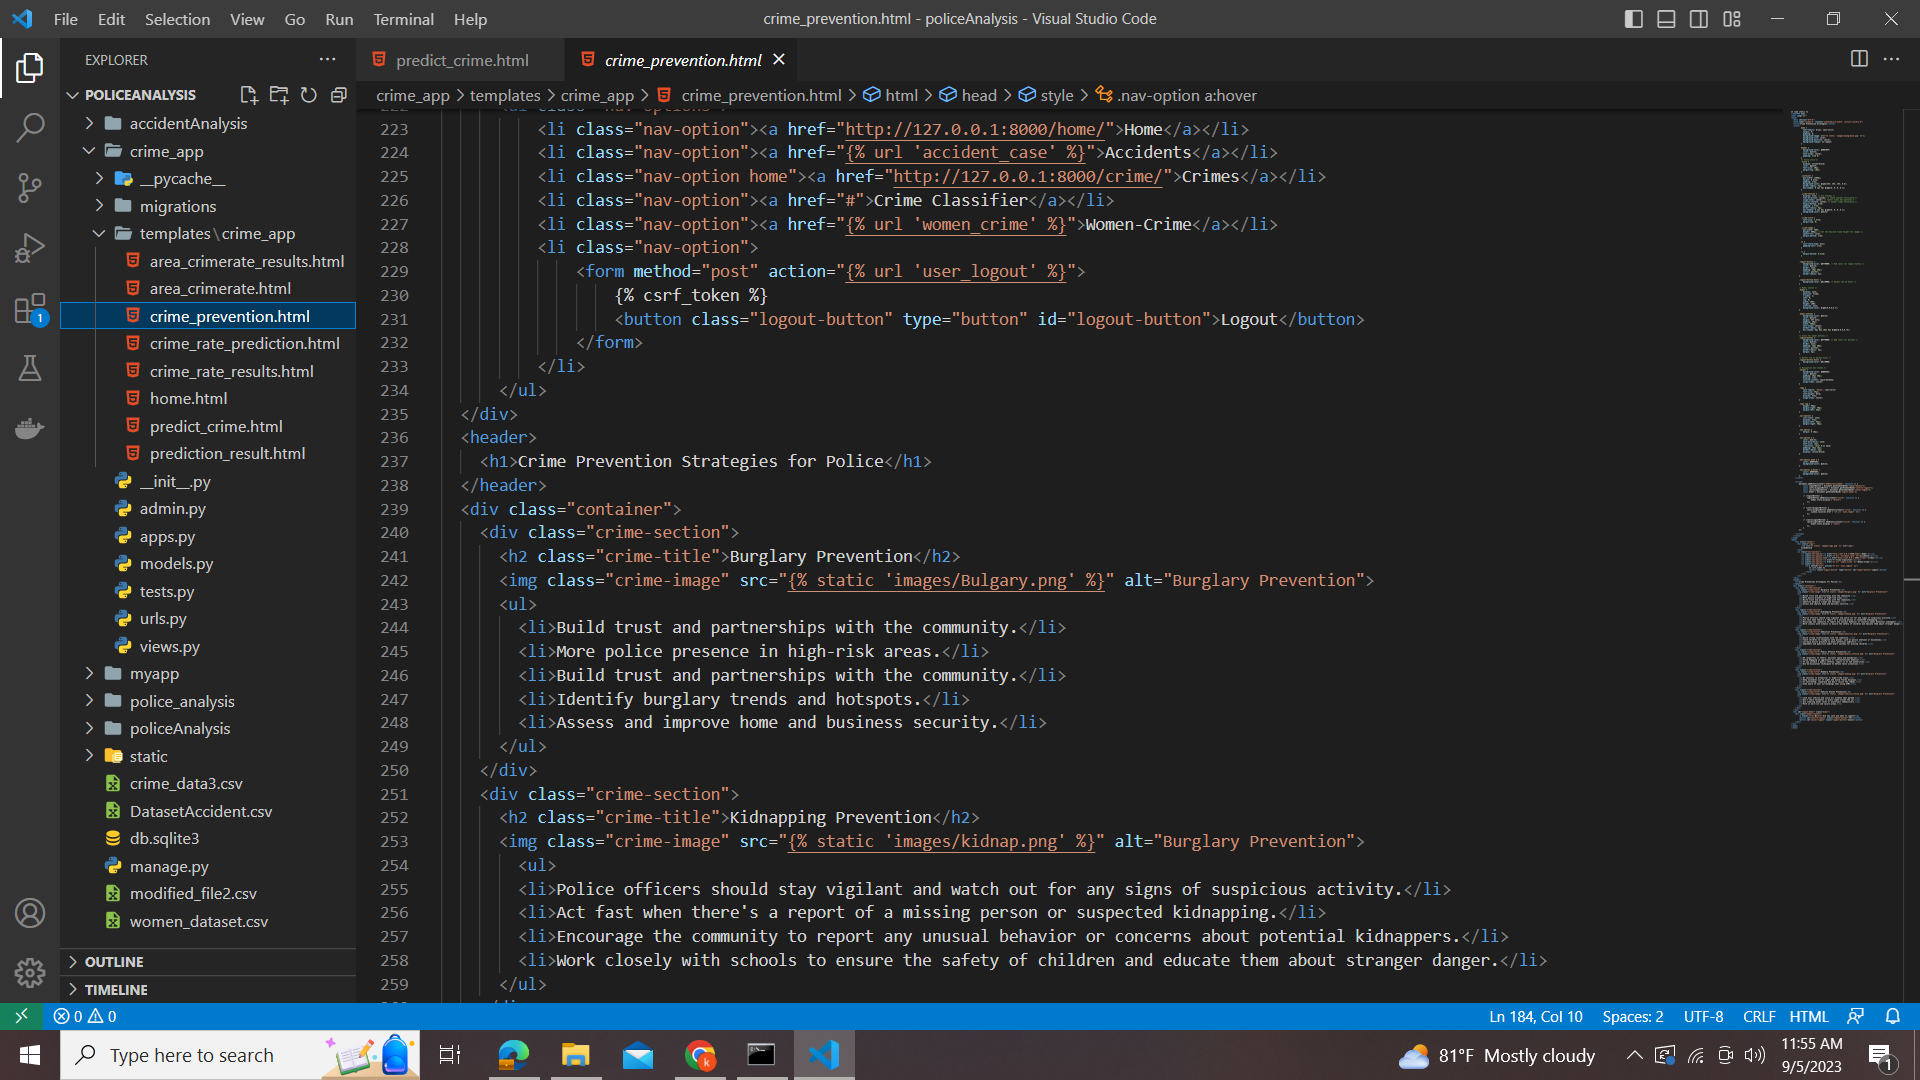 File Edit Selection View Go Run Terminal Help
crime_prevention.html - policeAnalysis - Visual Studio Code
EXPLORER
POLICEANALYSIS
accidentAnalysis
crime_app
__pycache__
migrations
templates\crime_app
area_crimerate_results.html
area_crimerate.html
crime_prevention.html
crime_rate_prediction.html
crime_rate_results.html
home.html
predict_crime.html
prediction_result.html
__init__.py
admin.py
apps.py
models.py
tests.py
urls.py
views.py
myapp
police_analysis
policeAnalysis
static
crime_data3.csv
DatasetAccident.csv
db.sqlite3
manage.py
modified_file2.csv
women_dataset.csv
OUTLINE
TIMELINE
1
predict_crime.html crime_prevention.html
crime_app > templates > crime_app > crime_prevention.html > html > head > style > .nav-option a:hover
223 <li class="nav-option"><a href="http://127.0.0.1:8000/home/">Home</a></li>
224 <li class="nav-option"><a href="{% url 'accident_case' %}">Accidents</a></li>
225 <li class="nav-option home"><a href="http://127.0.0.1:8000/crime/">Crimes</a></li>
226 <li class="nav-option"><a href="#">Crime Classifier</a></li>
227 <li class="nav-option"><a href="{% url 'women_crime' %}">Women-Crime</a></li>
228 <li class="nav-option">
229 <form method="post" action="{% url 'user_logout' %}">
230 {% csrf_token %}
231 <button class="logout-button" type="button" id="logout-button">Logout</button>
232 </form>
233 </li>
234 </ul>
235 </div>
236 <header>
237 <h1>Crime Prevention Strategies for Police</h1>
238 </header>
239 <div class="container">
240 <div class="crime-section">
241 <h2 class="crime-title">Burglary Prevention</h2>
242 <img class="crime-image" src="{% static 'images/Bulgary.png' %}" alt="Burglary Prevention">
243 <ul>
244 <li>Build trust and partnerships with the community.</li>
245 <li>More police presence in high-risk areas.</li>
246 <li>Build trust and partnerships with the community.</li>
247 <li>Identify burglary trends and hotspots.</li>
248 <li>Assess and improve home and business security.</li>
249 </ul>
250 </div>
251 <div class="crime-section">
252 <h2 class="crime-title">Kidnapping Prevention</h2>
253 <img class="crime-image" src="{% static 'images/kidnap.png' %}" alt="Burglary Prevention">
254 <ul>
255 <li>Police officers should stay vigilant and watch out for any signs of suspicious activity.</li>
256 <li>Act fast when there's a report of a missing person or suspected kidnapping.</li>
257 <li>Encourage the community to report any unusual behavior or concerns about potential kidnappers.</li>
258 <li>Work closely with schools to ensure the safety of children and educate them about stranger danger.</li>
259 </ul>
0 0
Ln 184, Col 10 Spaces: 2 UTF-8 CRLF HTML
Type here to search
81°F Mostly cloudy
11:55 AM
9/5/2023
1